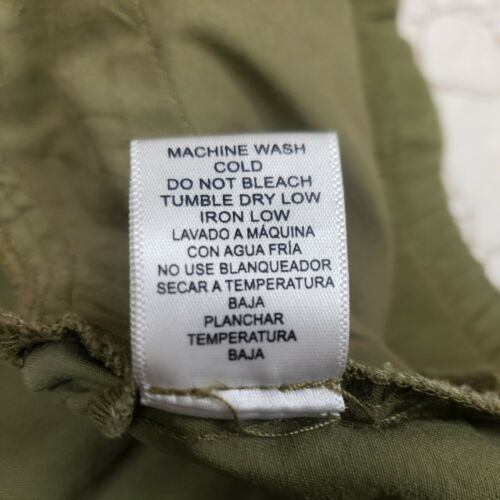 MACHINE WASH
COLD
DO NOT BLEACH
TUMBLE DRY LOW
IRON LOW
LAVADO A MÁQUINA
CON AGUA FRÍA
NO USE BLANQUEADOR
SECAR A TEMPERATURA
BAJA
PLANCHAR
TEMPERATURA
BAJA